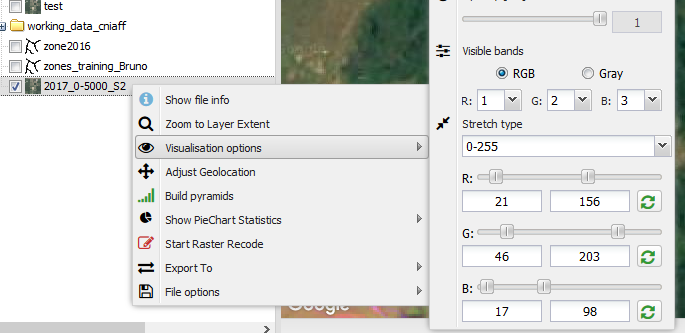 test
working_data_cniaff
zone2016
zones_training_Bruno
2017_0-5000_S2
Show file info
Zoom to Layer Extent
Visualisation options
Adjust Geolocation
Build pyramids
Show PieChart Statistics
Start Raster Recode
Export To
File options
Google
1
Visible bands
RGB Gray
R: 1 G: 2 B: 3
Stretch type
0-255
R:
21 156
G:
46 203
B:
17 98